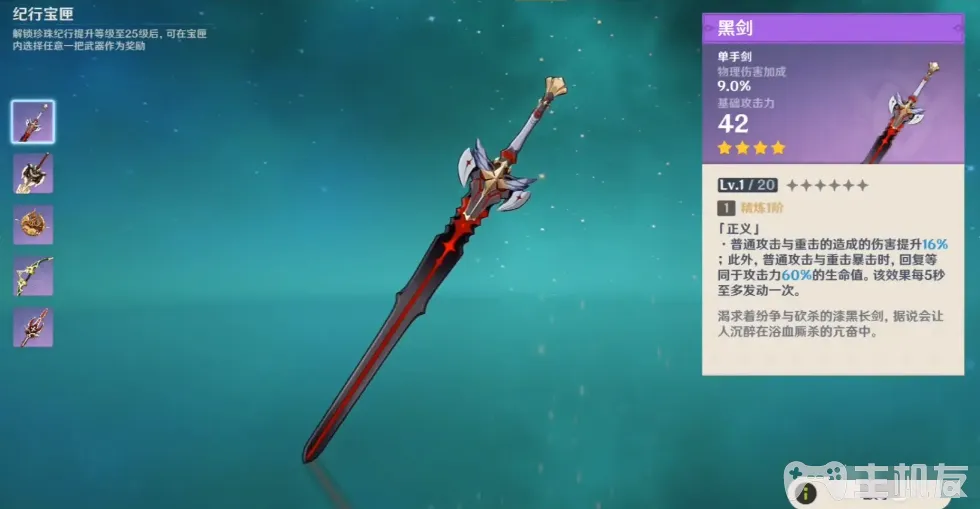 纪行宝匣
解锁珍珠纪行提升等级至25级后，可在宝匣
内选择任意一把武器作为奖励
黑剑
单手剑
物理伤害加成
9.0%
基础攻击力
42
Lv.1 / 20
1 精炼1阶
「正义」
·普通攻击与重击的造成的伤害提升16%
；此外，普通攻击与重击暴击时，回复等
同于攻击力60%的生命值。该效果每5秒
至多发动一次。
渴求着纷争与砍杀的漆黑长剑，据说会让
人沉醉在浴血厮杀的亢奋中。
主机友